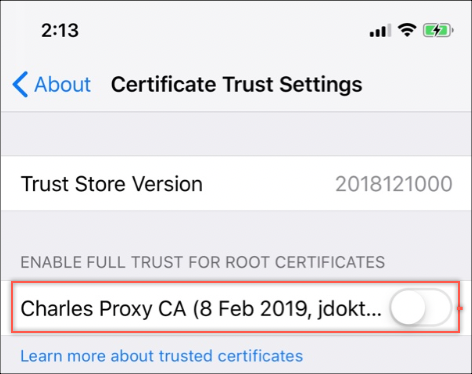 2:13
About Certificate Trust Settings
Trust Store Version 2018121000
ENABLE FULL TRUST FOR ROOT CERTIFICATES
Charles Proxy CA (8 Feb 2019, jdokt...
Learn more about trusted certificates